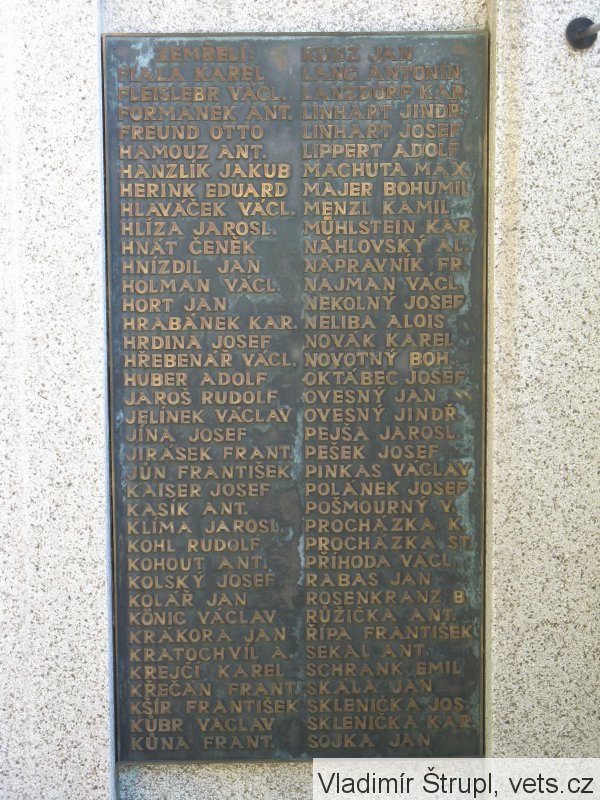 ZEMŘELÍ:
FIALA KAREL
FLEISLEBR VÁCL.
FORMÁNEK ANT.
FREUND OTTO
HAMOUZ ANT.
HANZLÍK JAKUB
HERINK EDUARD
HLAVÁČEK VÁCL.
HLÍZA JAROSL.
HNÁT ČENĚK
HNÍZDIL JAN
HOLMAN VÁCL.
HORT JAN
HRABÁNEK KAR.
HRDINA JOSEF
HŘEBENÁŘ VÁCL.
HUBER ADOLF
JAROŠ RUDOLF
JELÍNEK VÁCLAV
JÍNA JOSEF
JIRÁSEK FRANT.
JŮN FRANTIŠEK
KAISER JOSEF
KASÍK ANT.
KLÍMA JAROSL.
KOHL RUDOLF
KOHOUT ANT.
KOLSKÝ JOSEF
KOLÁŘ JAN
KÖNIG VÁCLAV
KRÁKORA JAN
KRATOCHVÍL A.
KREJČÍ KAREL
KŘEČAN FRANT.
KŠÍR FRANTIŠEK
KÜBR VÁCLAV
KŮNA FRANT.
KUNZ JAN
LANG ANTONÍN
LANSDORF KAR.
LINHART JINDŘ.
LINHART JOSEF
LIPPERT ADOLF
MACHUTA MAX
MAJER BOHUMIL
MENZL KAMIL
MÜHLSTEIN KAR.
NÁHLOVSKÝ AL.
NÁPRAVNÍK FR.
NAJMAN VÁCL.
NEKOLNÝ JOSEF
NELIBA ALOIS
NOVÁK KAREL
NOVOTNÝ BOH.
OKTÁBEC JOSEF
OVESNÝ JAN
OVESNÝ JINDŘ.
PEJŠA JAROSL.
PEŠEK JOSEF
PINKAS VÁCLAV
POLÁNEK JOSEF
POŠMOURNÝ V.
PROCHÁZKA K.
PROCHÁZKA ST.
PŘÍHODA VÁCL.
RABAS JAN
ROSENKRANZ B.
RŮŽIČKA ANT.
ŘÍPA FRANTIŠEK
SEKAL ANT.
SCHRANK EMIL
SKÁLA JAN
SKLENIČKA JOS.
SKLENIČKA KAR.
SOJKA JAN
Vladimír Štrupl, vets.cz